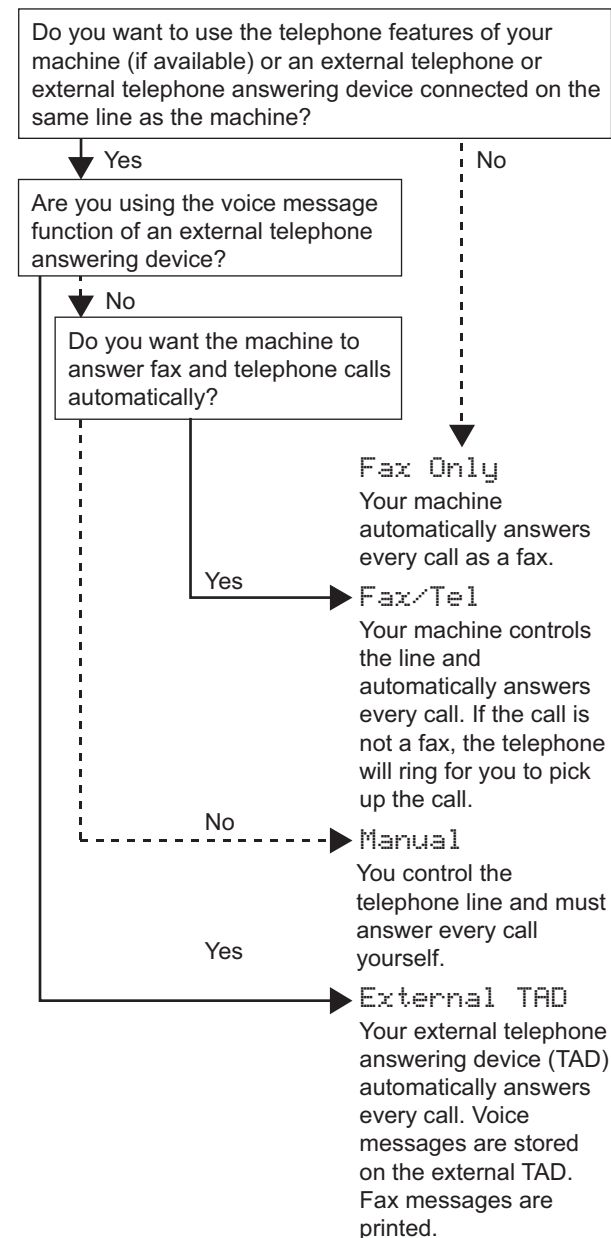 Do you want to use the telephone features of your
machine (if available) or an external telephone or
external telephone answering device connected on the
same line as the machine?
Yes
No
Are you using the voice message
function of an external telephone
answering device?
No
Do you want the machine to
answer fax and telephone calls
automatically?
Fax Only
Your machine
automatically answers
every call as a fax.
Yes
Fax/Tel
Your machine controls
the line and
automatically answers
every call. If the call is
not a fax, the telephone
will ring for you to pick
up the call.
No
Manual
You control the
telephone line and must
answer every call
yourself.
Yes
External TAD
Your external telephone
answering device (TAD)
automatically answers
every call. Voice
messages are stored
on the external TAD.
Fax messages are
printed.